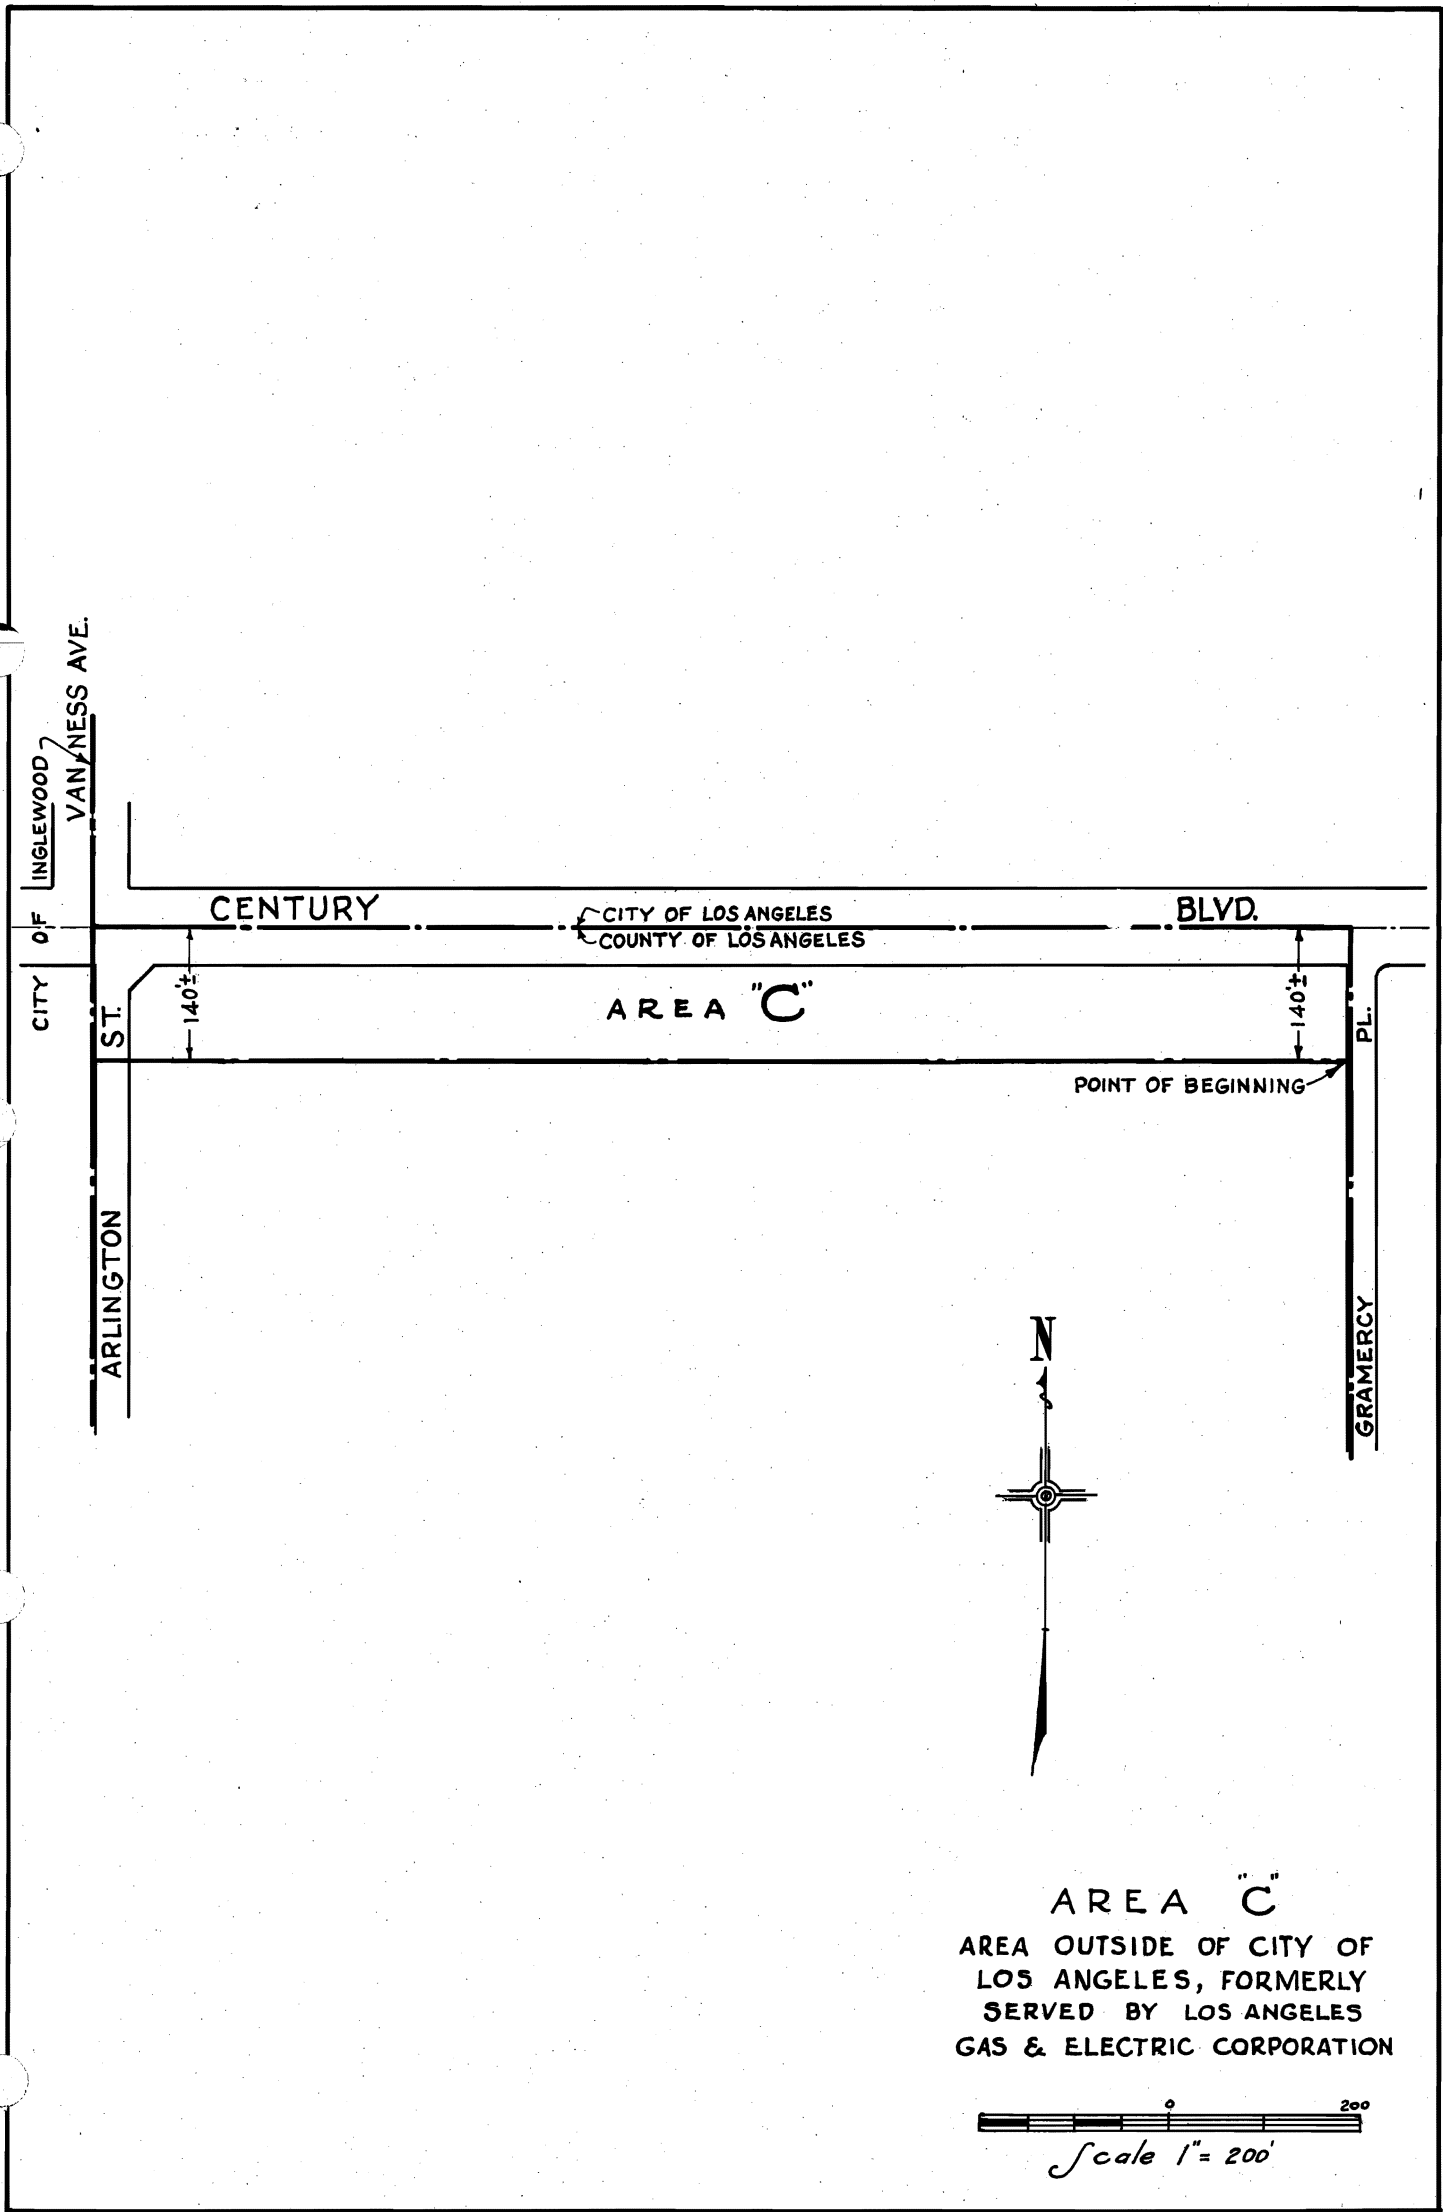 VAN NESS AVE.
CITY OF INGLEWOOD
CENTURY BLVD.
CITY OF LOS ANGELES
COUNTY OF LOS ANGELES
140'±
AREA "C"
140'±
POINT OF BEGINNING
ARLINGTON ST.
GRAMERCY PL.
N
AREA "C"
AREA OUTSIDE OF CITY OF
LOS ANGELES, FORMERLY
SERVED BY LOS ANGELES
GAS & ELECTRIC CORPORATION
0 200
Scale 1" = 200'